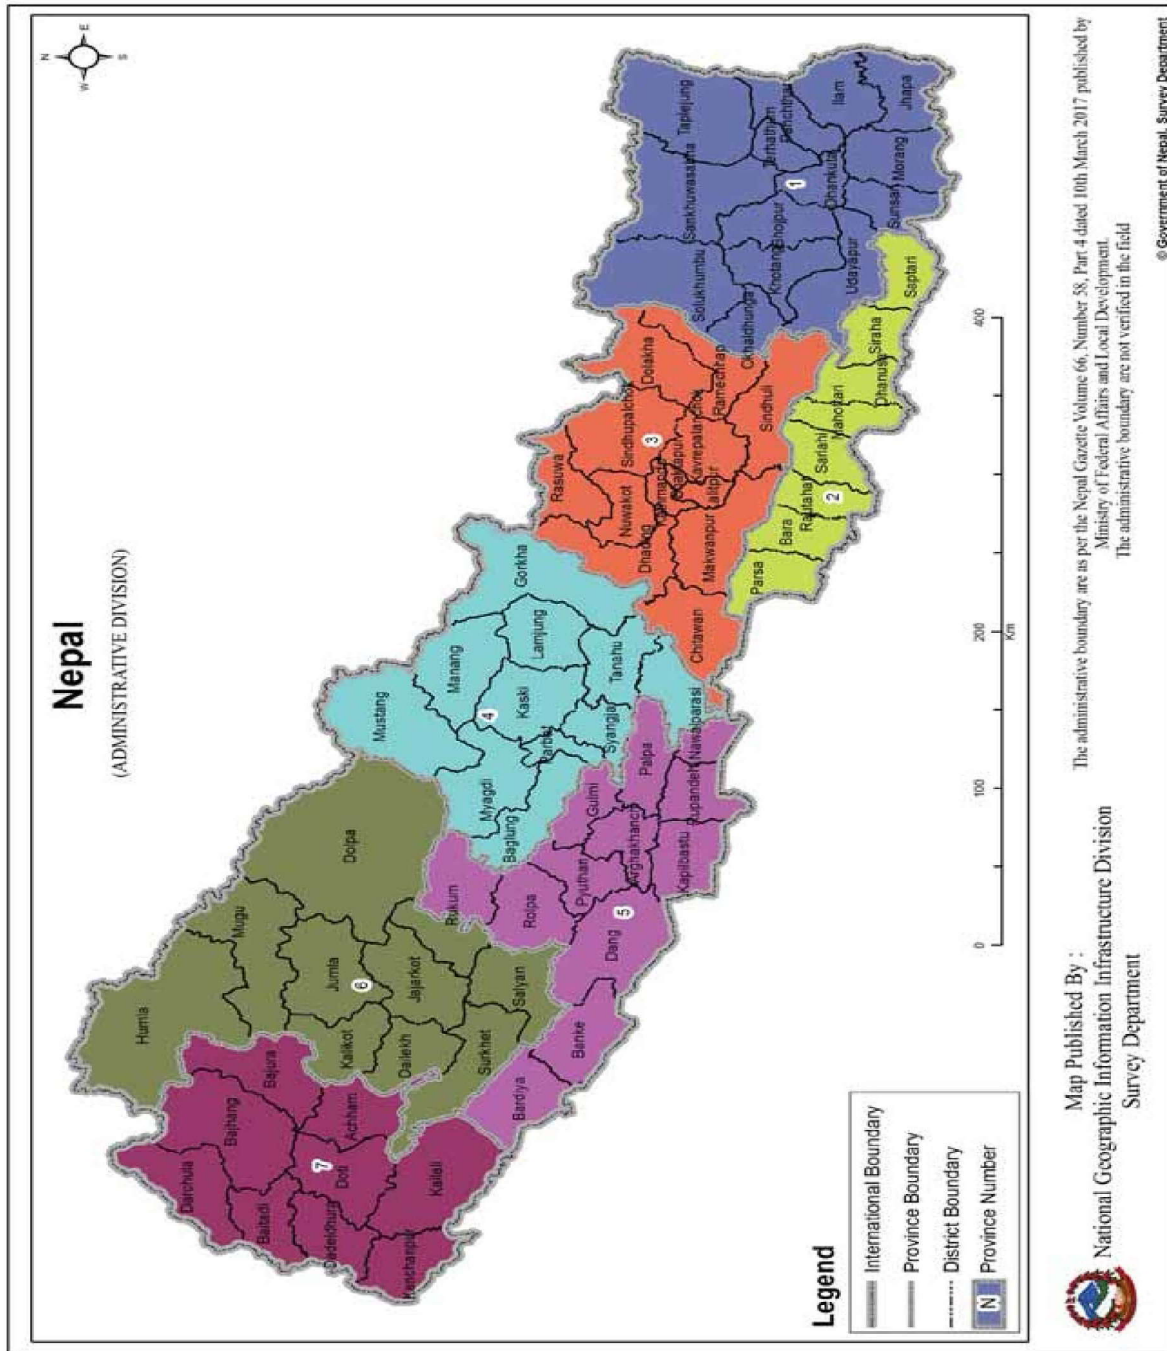 Nepal
(ADMINISTRATIVE DIVISION)
N
E
S
W
Humla
Darchula
Bajhang
Bajura
Mugu
Baitadi
Dolpa
Jumla
Kalikot
Dadeldhura
Doti
7
Achham
6
Mustang
Dailekh
Jajarkot
Kanchanpur
Kailali
Rukum
Manang
Surkhet
Salyan
Myagdi
4
Gorkha
Bardiya
Rolpa
Baglung
Kaski
Lamjung
Parbat
Rasuwa
Banke
Pyuthan
Gulmi
Syangja
Tanahu
Dang
5
Palpa
Nuwakot
Sindhupalchok
Dolakha
3
Dhading
Solukhumbu
Sankhuwasabha
Taplejung
Kapilbastu
Nawalparasi
Chitawan
Makwanpur
Lalitpur
Ramechhap
Okhaldhunga
Khotang
Bhojpur
Terhathum
1
Parsa
Bara
Rautahat
2
Sarlahi
Sindhuli
Dhankuta
Ilam
Mahottari
Dhanusa
Siraha
Udayapur
Saptari
Sunsari
Morang
Jhapa
Legend
International Boundary
Province Boundary
District Boundary
N Province Number
0 100 200 400
Km
Map Published By :
National Geographic Information Infrastructure Division
Survey Department
The administrative boundary are as per the Nepal Gazette Volume 66, Number 58, Part 4 dated 10th March 2017 published by
Ministry of Federal Affairs and Local Development.
The administrative boundary are not verified in the field
© Government of Nepal, Survey Department